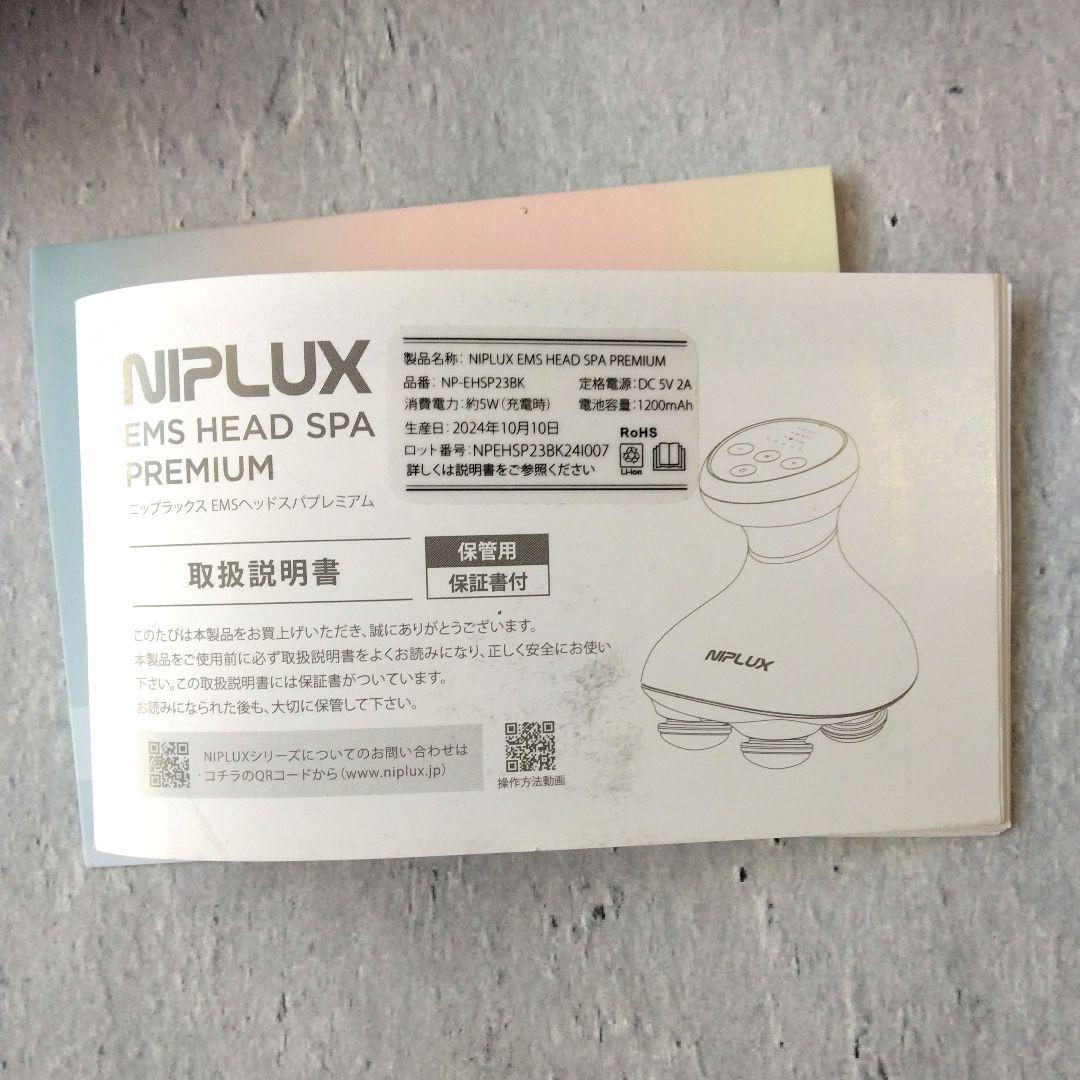 NIPLUX
EMS HEAD SPA
PREMIUM
ニップラックス EMSヘッドスパプレミアム
製品名称: NIPLUX EMS HEAD SPA PREMIUM
品番: NP-EHSP23BK 定格電源:DC 5V 2A
消費電力:約5W(充電時) 電池容量:1200mAh
生産日:2024年10月10日
ロット番号:NPEHSP23BK24I007
詳しくは説明書をご参照ください
RoHS
Li-ion
取扱説明書
保管用
保証書付
このたびは本製品をお買上げいただき、誠にありがとうございます。
本製品をご使用前に必ず取扱説明書をよくお読みになり、正しく安全にお使い
下さい。この取扱説明書には保証書がついています。
お読みになられた後も、大切に保管して下さい。
NIPLUXシリーズについてのお問い合わせは
コチラのQRコードから(www.niplux.jp)
操作方法動画
NIPLUX